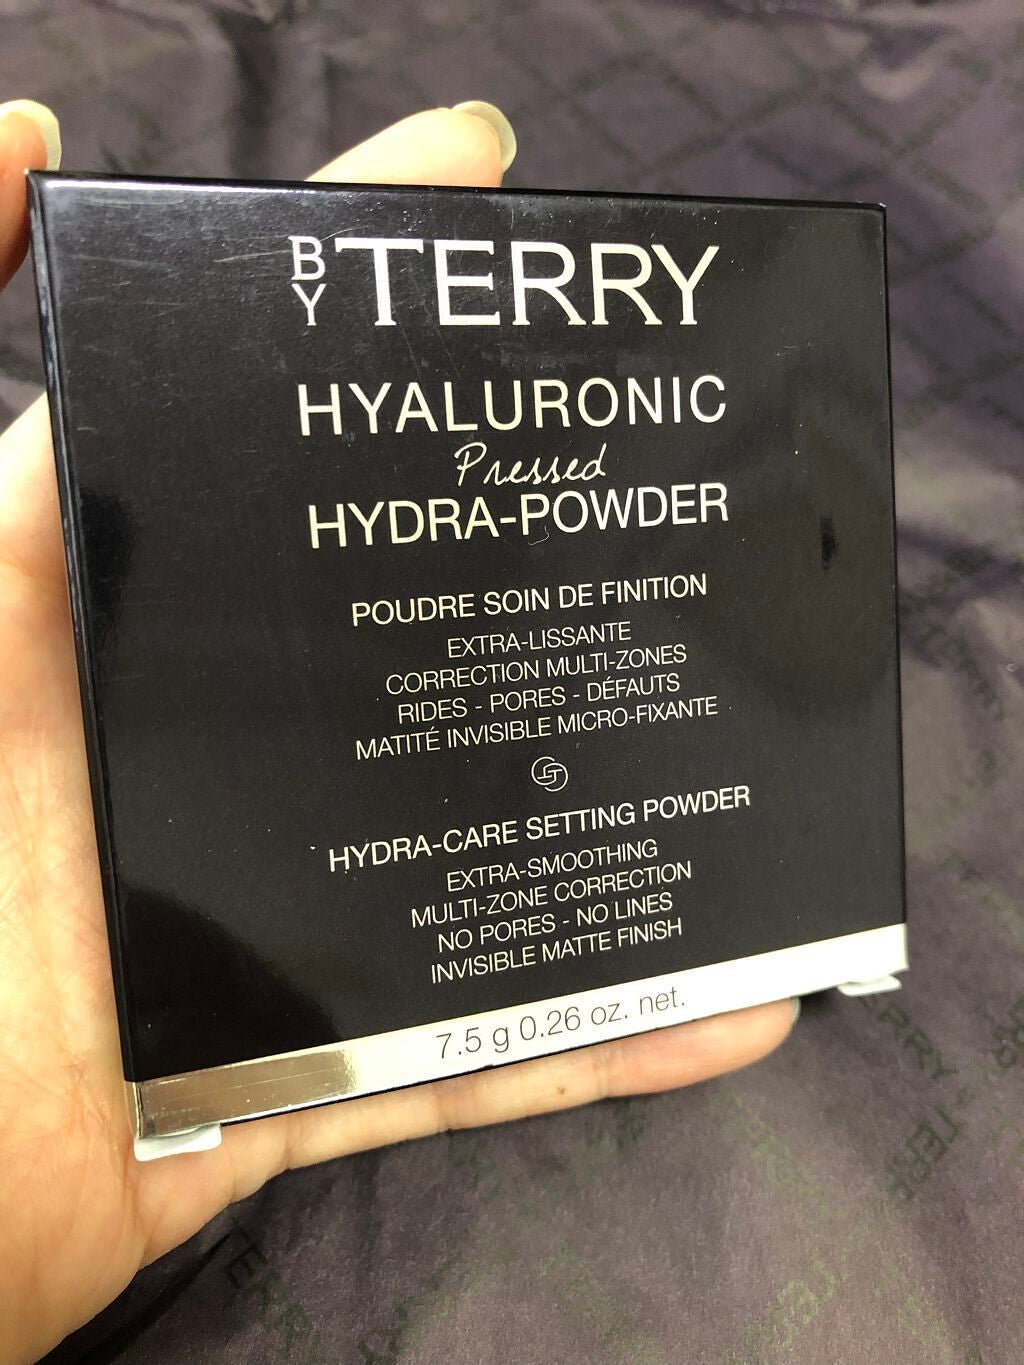 BY TERRY
HYALURONIC
Pressed
HYDRA-POWDER
POUDRE SOIN DE FINITION
EXTRA-LISSANTE
CORRECTION MULTI-ZONES
RIDES - PORES - DÉFAUTS
MATITÉ INVISIBLE MICRO-FIXANTE
HYDRA-CARE SETTING POWDER
EXTRA-SMOOTHING
MULTI-ZONE CORRECTION
NO PORES - NO LINES
INVISIBLE MATTE FINISH
7.5 g 0.26 oz. net.